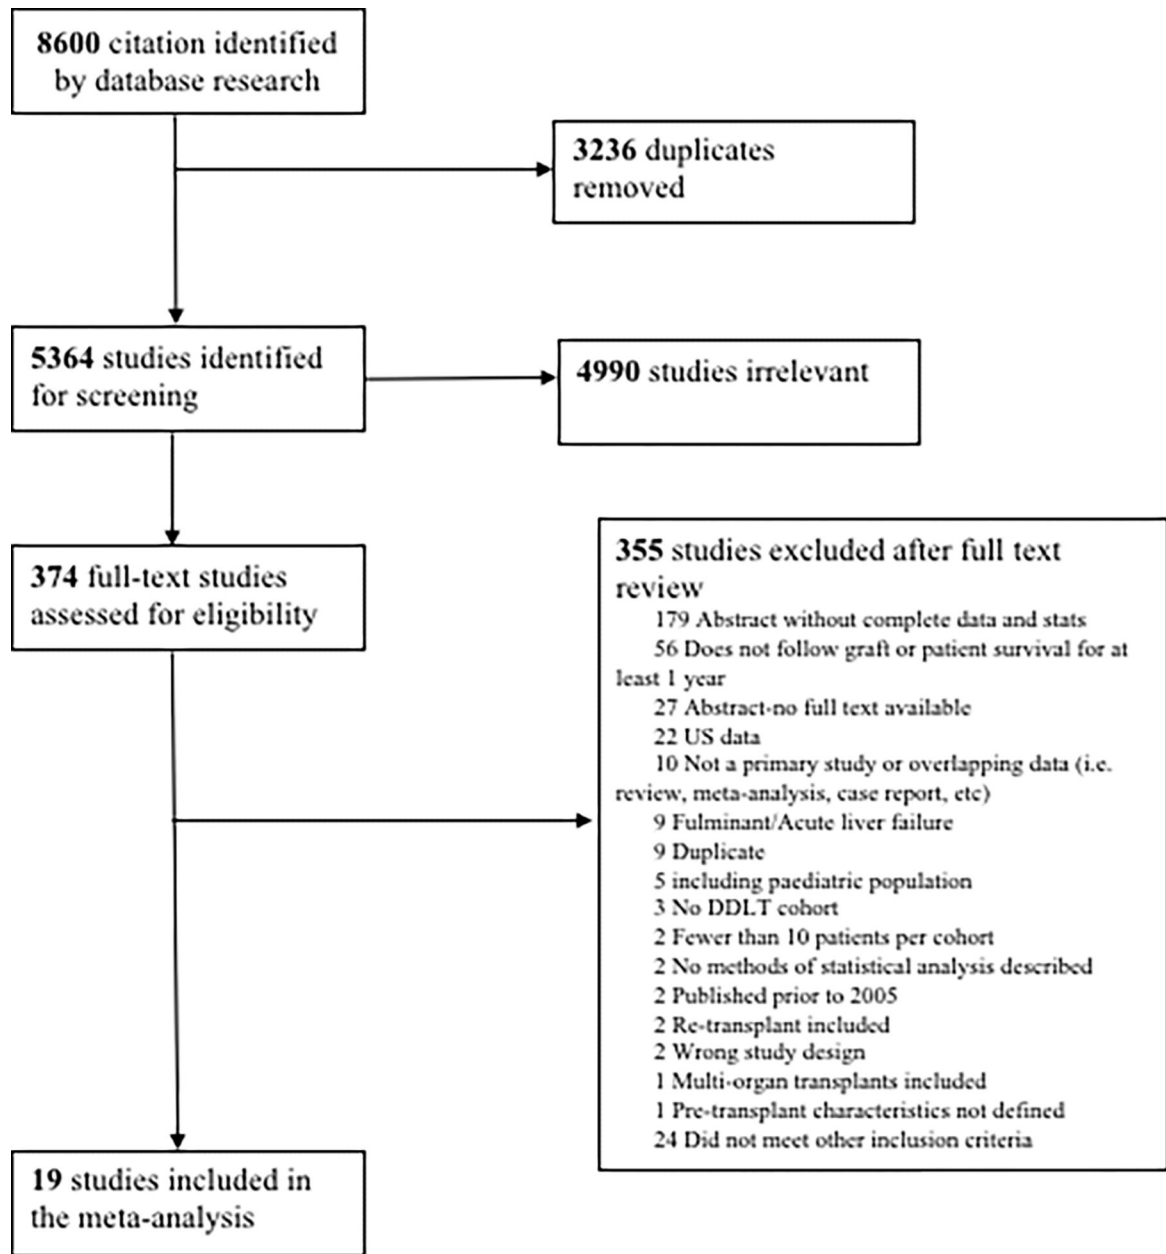 8600 citation identified
by database research
3236 duplicates
removed
5364 studies identified
for screening
4990 studies irrelevant
374 full-text studies
assessed for eligibility
355 studies excluded after full text
review
179 Abstract without complete data and stats
56 Does not follow graft or patient survival for at
least 1 year
27 Abstract-no full text available
22 US data
10 Not a primary study or overlapping data (i.e.
review, meta-analysis, case report, etc)
9 Fulminant/Acute liver failure
9 Duplicate
5 including paediatric population
3 No DDLT cohort
2 Fewer than 10 patients per cohort
2 No methods of statistical analysis described
2 Published prior to 2005
2 Re-transplant included
2 Wrong study design
1 Multi-organ transplants included
1 Pre-transplant characteristics not defined
24 Did not meet other inclusion criteria
19 studies included in
the meta-analysis